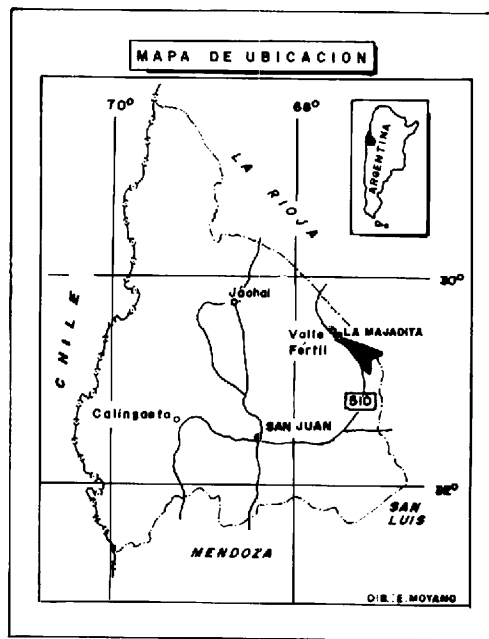 MAPA DE UBICACION
70°
68°
ARGENTINA
LA RIOJA
CHILE
30°
Jáchal
LA MAJADITA
Valle
Fértil
510
Calingasta
SAN JUAN
32°
SAN
LUIS
MENDOZA
DIB.: E. MOYANO